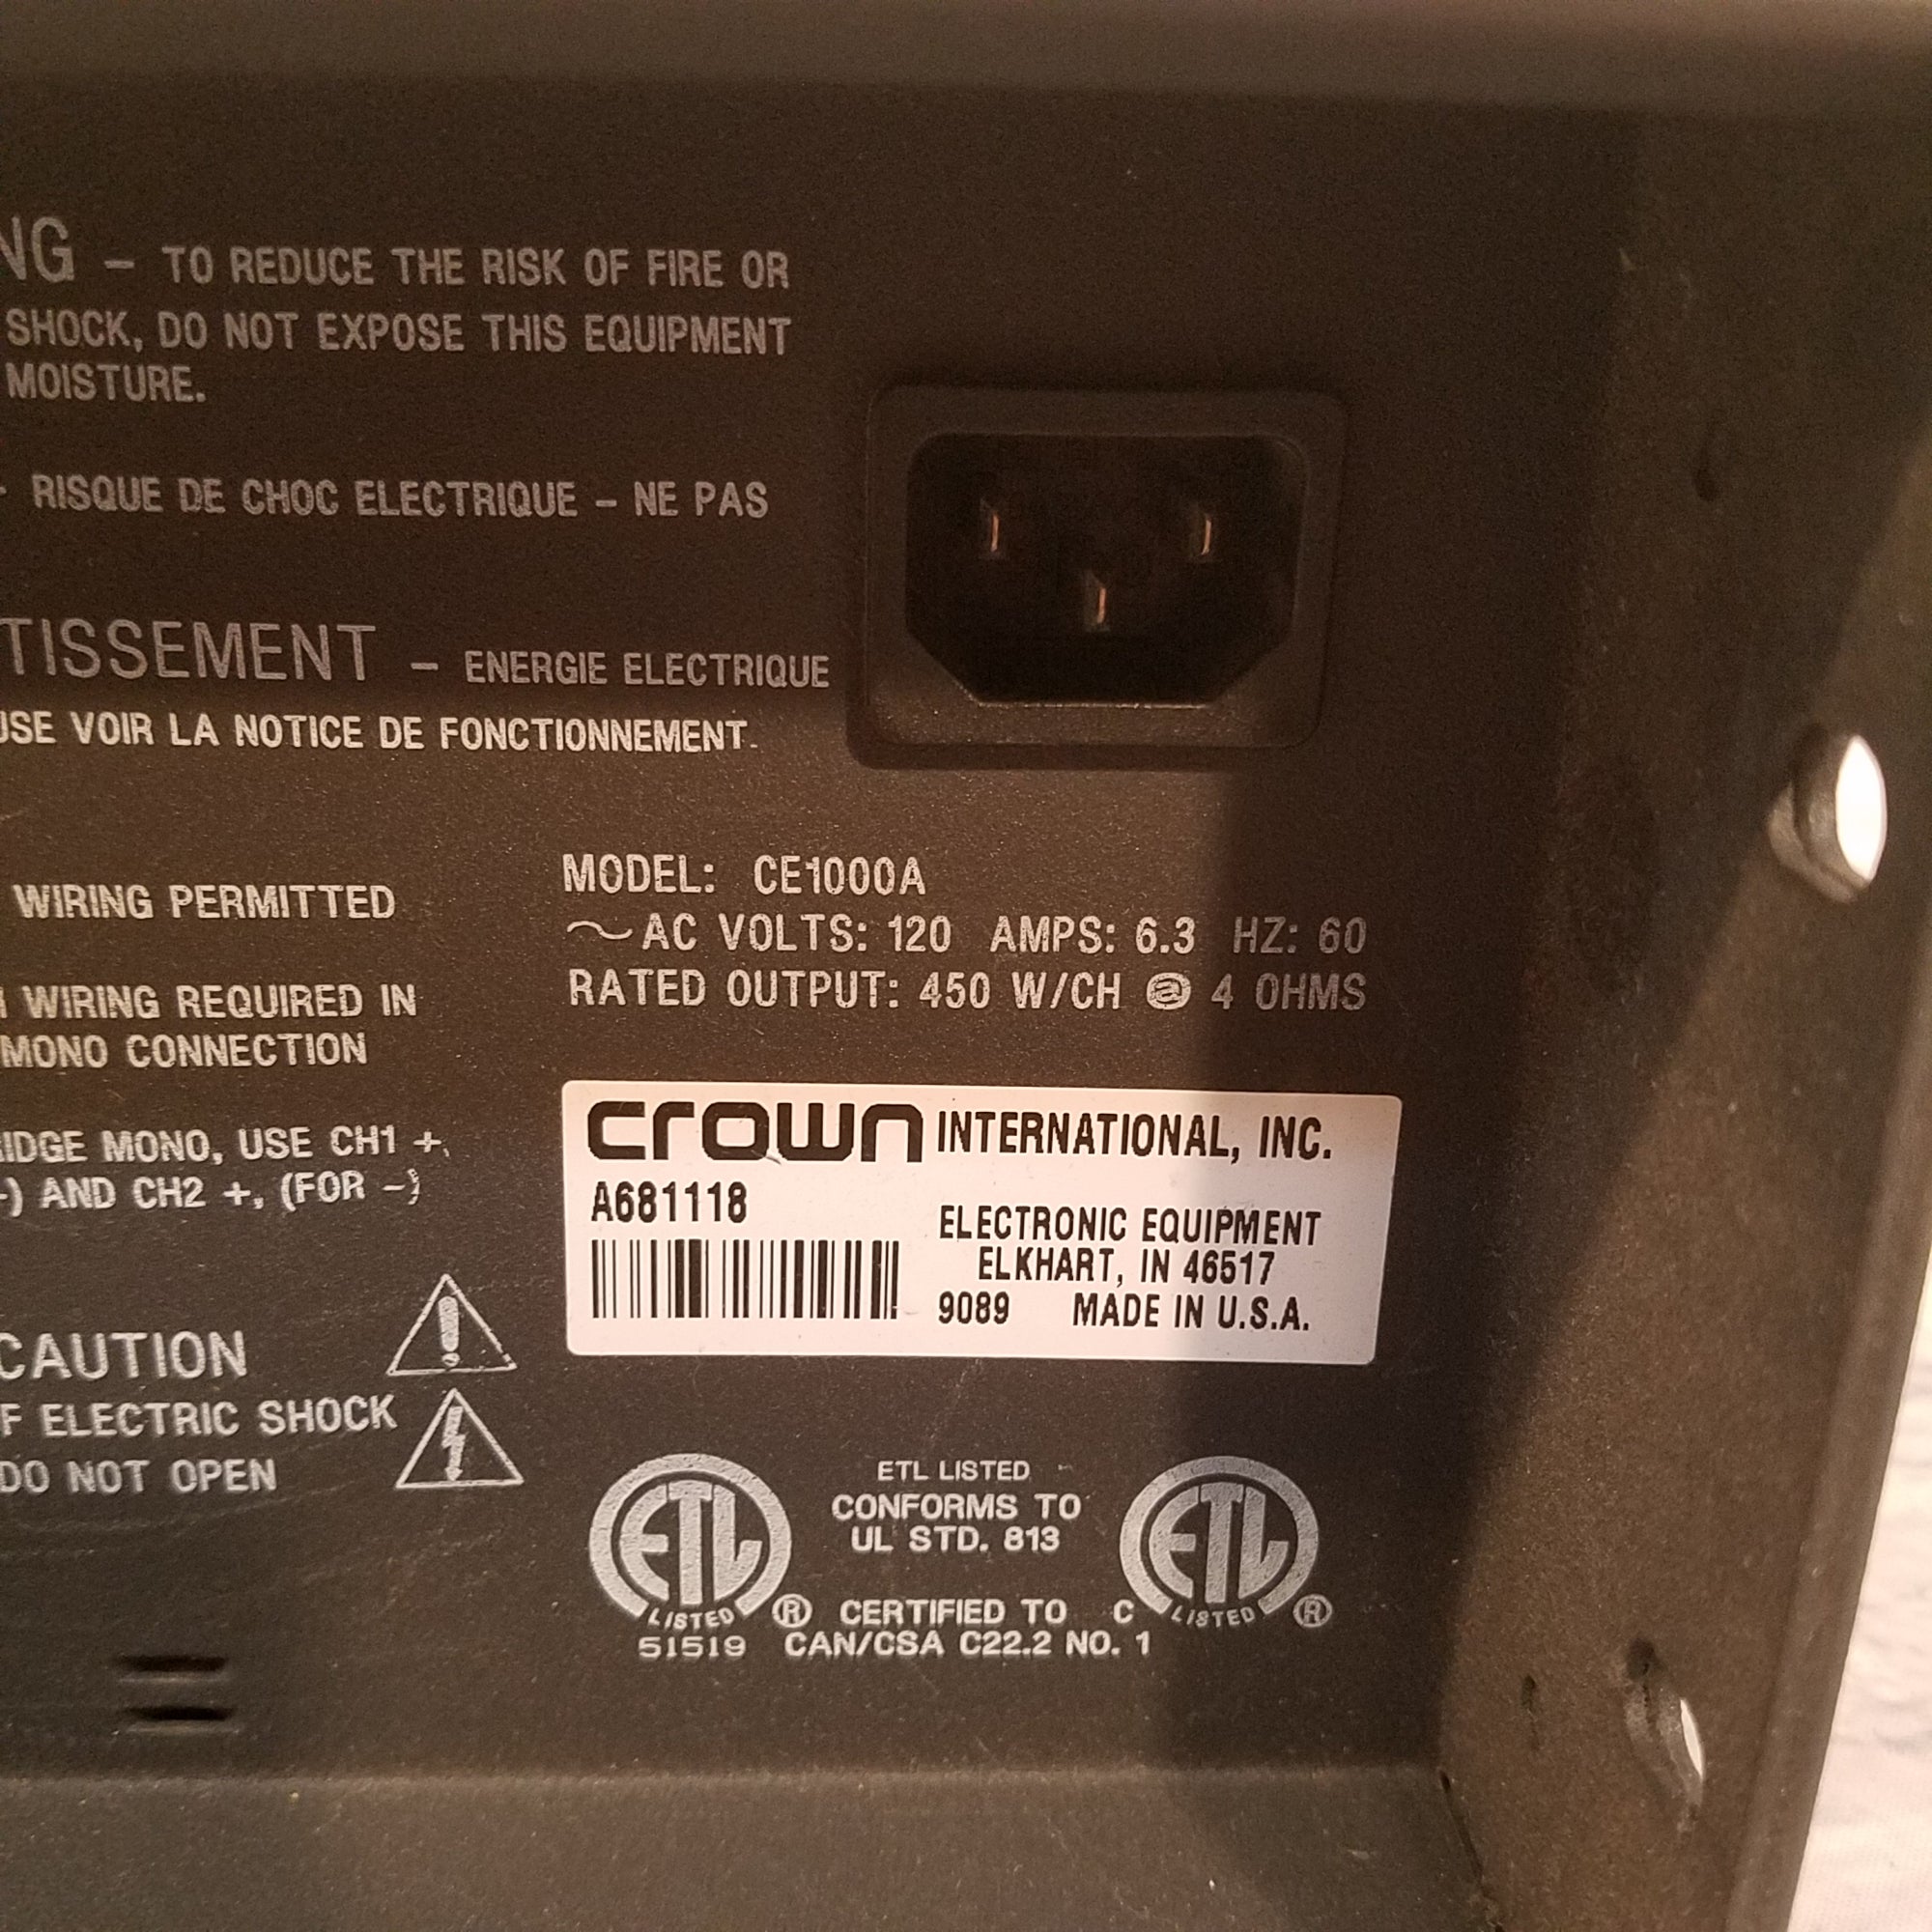 NG – TO REDUCE THE RISK OF FIRE OR
SHOCK, DO NOT EXPOSE THIS EQUIPMENT
MOISTURE.
RISQUE DE CHOC ELECTRIQUE – NE PAS
TISSEMENT – ENERGIE ELECTRIQUE
USE VOIR LA NOTICE DE FONCTIONNEMENT.
WIRING PERMITTED
WIRING REQUIRED IN
MONO CONNECTION
IDGE MONO, USE CH1 +,
-) AND CH2 +, (FOR –)
CAUTION
F ELECTRIC SHOCK
DO NOT OPEN
MODEL: CE1000A
~ AC VOLTS: 120 AMPS: 6.3 HZ: 60
RATED OUTPUT: 450 W/CH @ 4 OHMS
crown INTERNATIONAL, INC.
A681118
ELECTRONIC EQUIPMENT
ELKHART, IN 46517
9089 MADE IN U.S.A.
ETL LISTED
CONFORMS TO
UL STD. 813
ETL
LISTED ®
51519
CERTIFIED TO
CAN/CSA C22.2 NO. 1
C ETL
LISTED ®